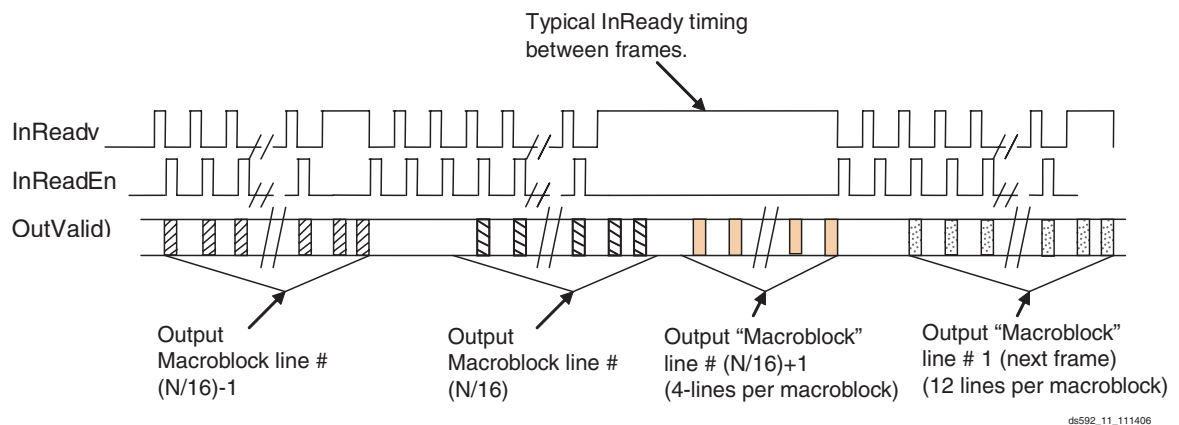 Typical InReady timing
between frames.
InReadv
InReadEn
OutValid)
Output
Macroblock line #
(N/16)-1
Output
Macroblock line #
(N/16)
Output “Macroblock”
line # (N/16)+1
(4-lines per macroblock)
Output “Macroblock”
line # 1 (next frame)
(12 lines per macroblock)
ds592_11_111406